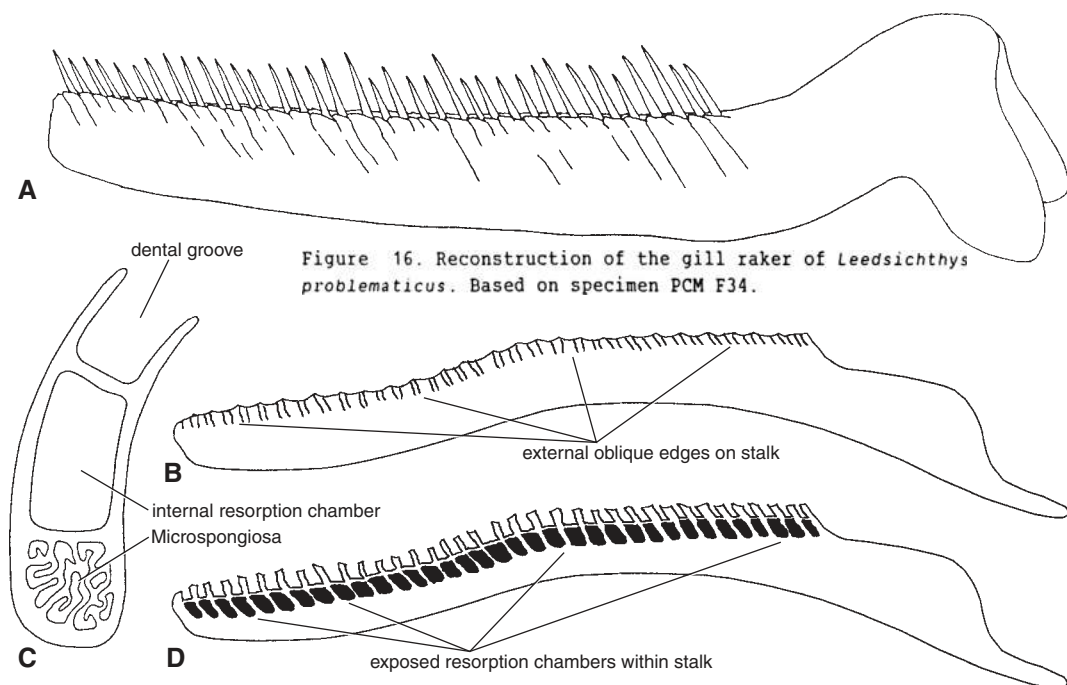 A
dental groove
Figure 16. Reconstruction of the gill raker of Leedsichthys
problematicus. Based on specimen PCM F34.
external oblique edges on stalk
B
internal resorption chamber
Microspongiosa
C
D
exposed resorption chambers within stalk